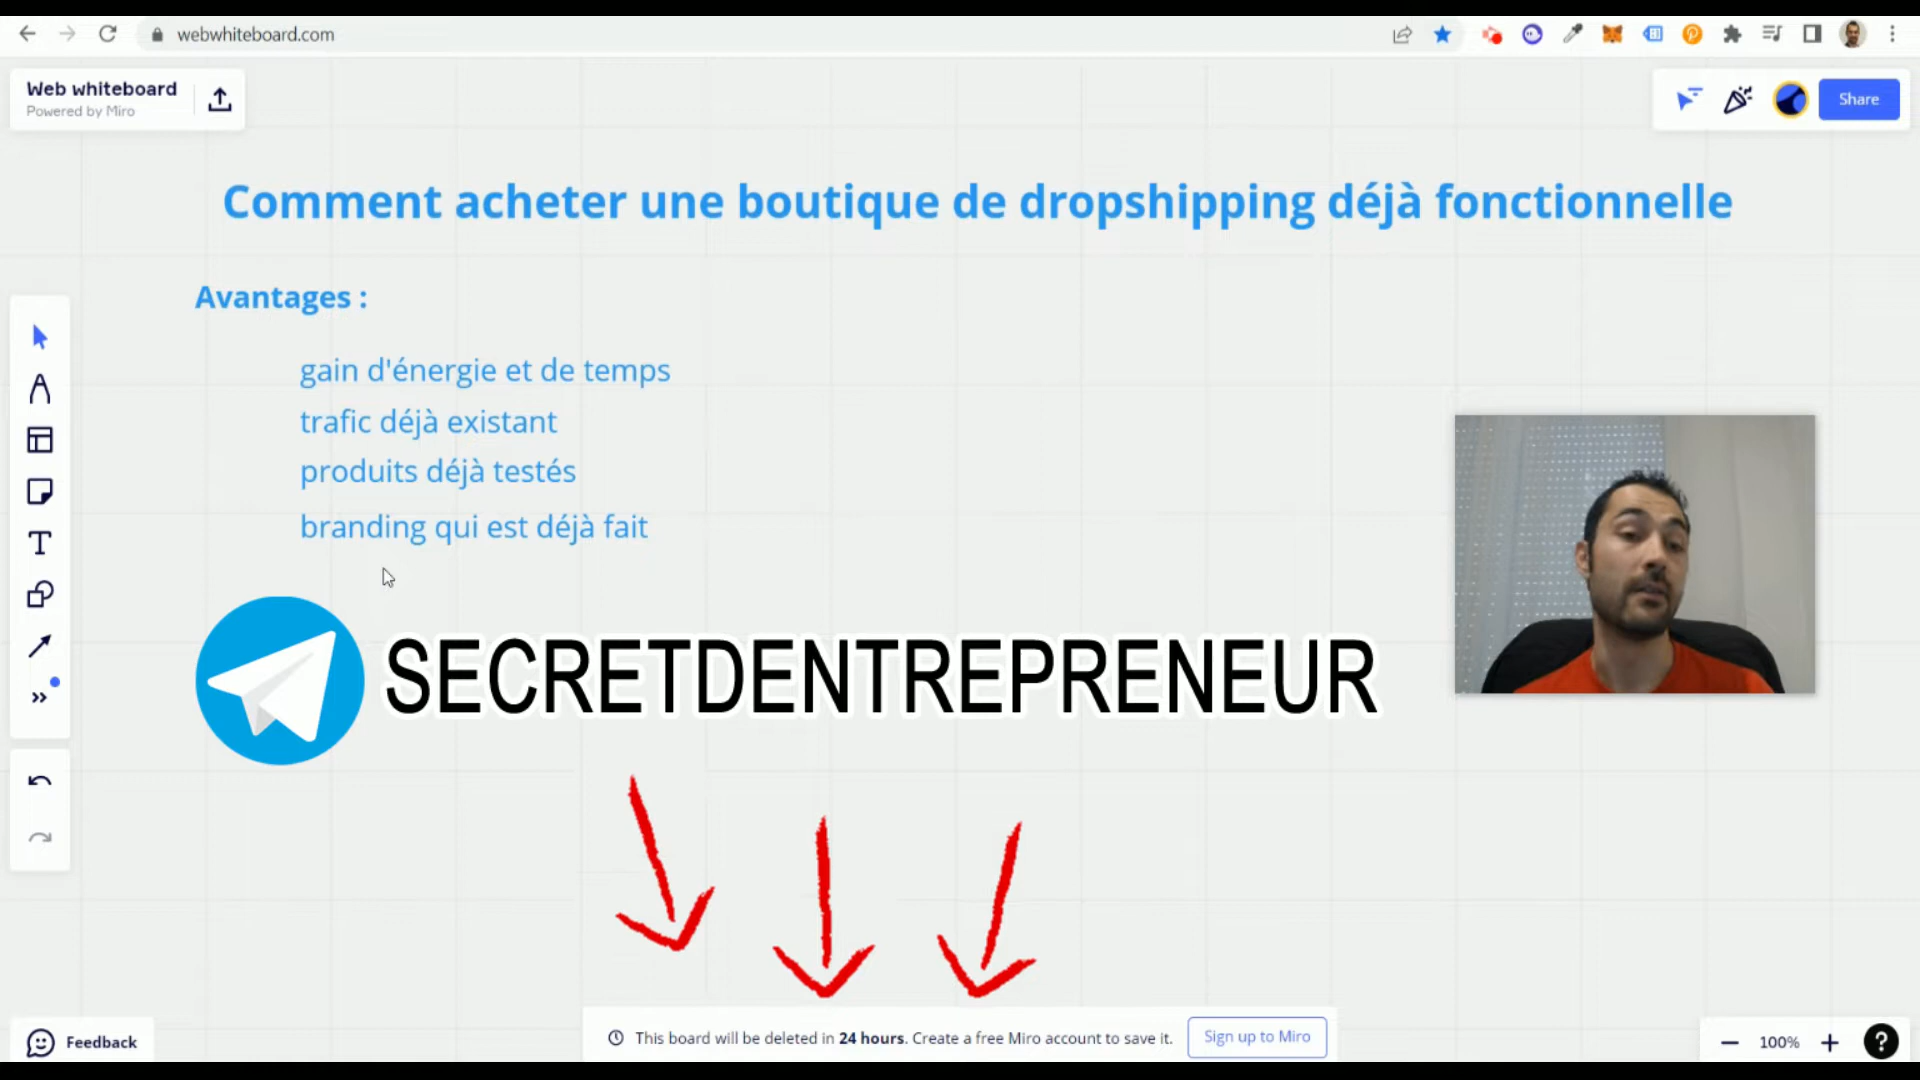 webwhiteboard.com
Web whiteboard
Powered by Miro
Share
Comment acheter une boutique de dropshipping déjà fonctionnelle
Avantages :
gain d'énergie et de temps
trafic déjà existant
produits déjà testés
branding qui est déjà fait
SECRETDENTREPRENEUR
This board will be deleted in 24 hours. Create a free Miro account to save it.
Sign up to Miro
Feedback
100%